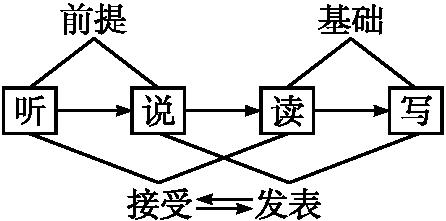 前提 基础
听 说 读 写
接受 发表